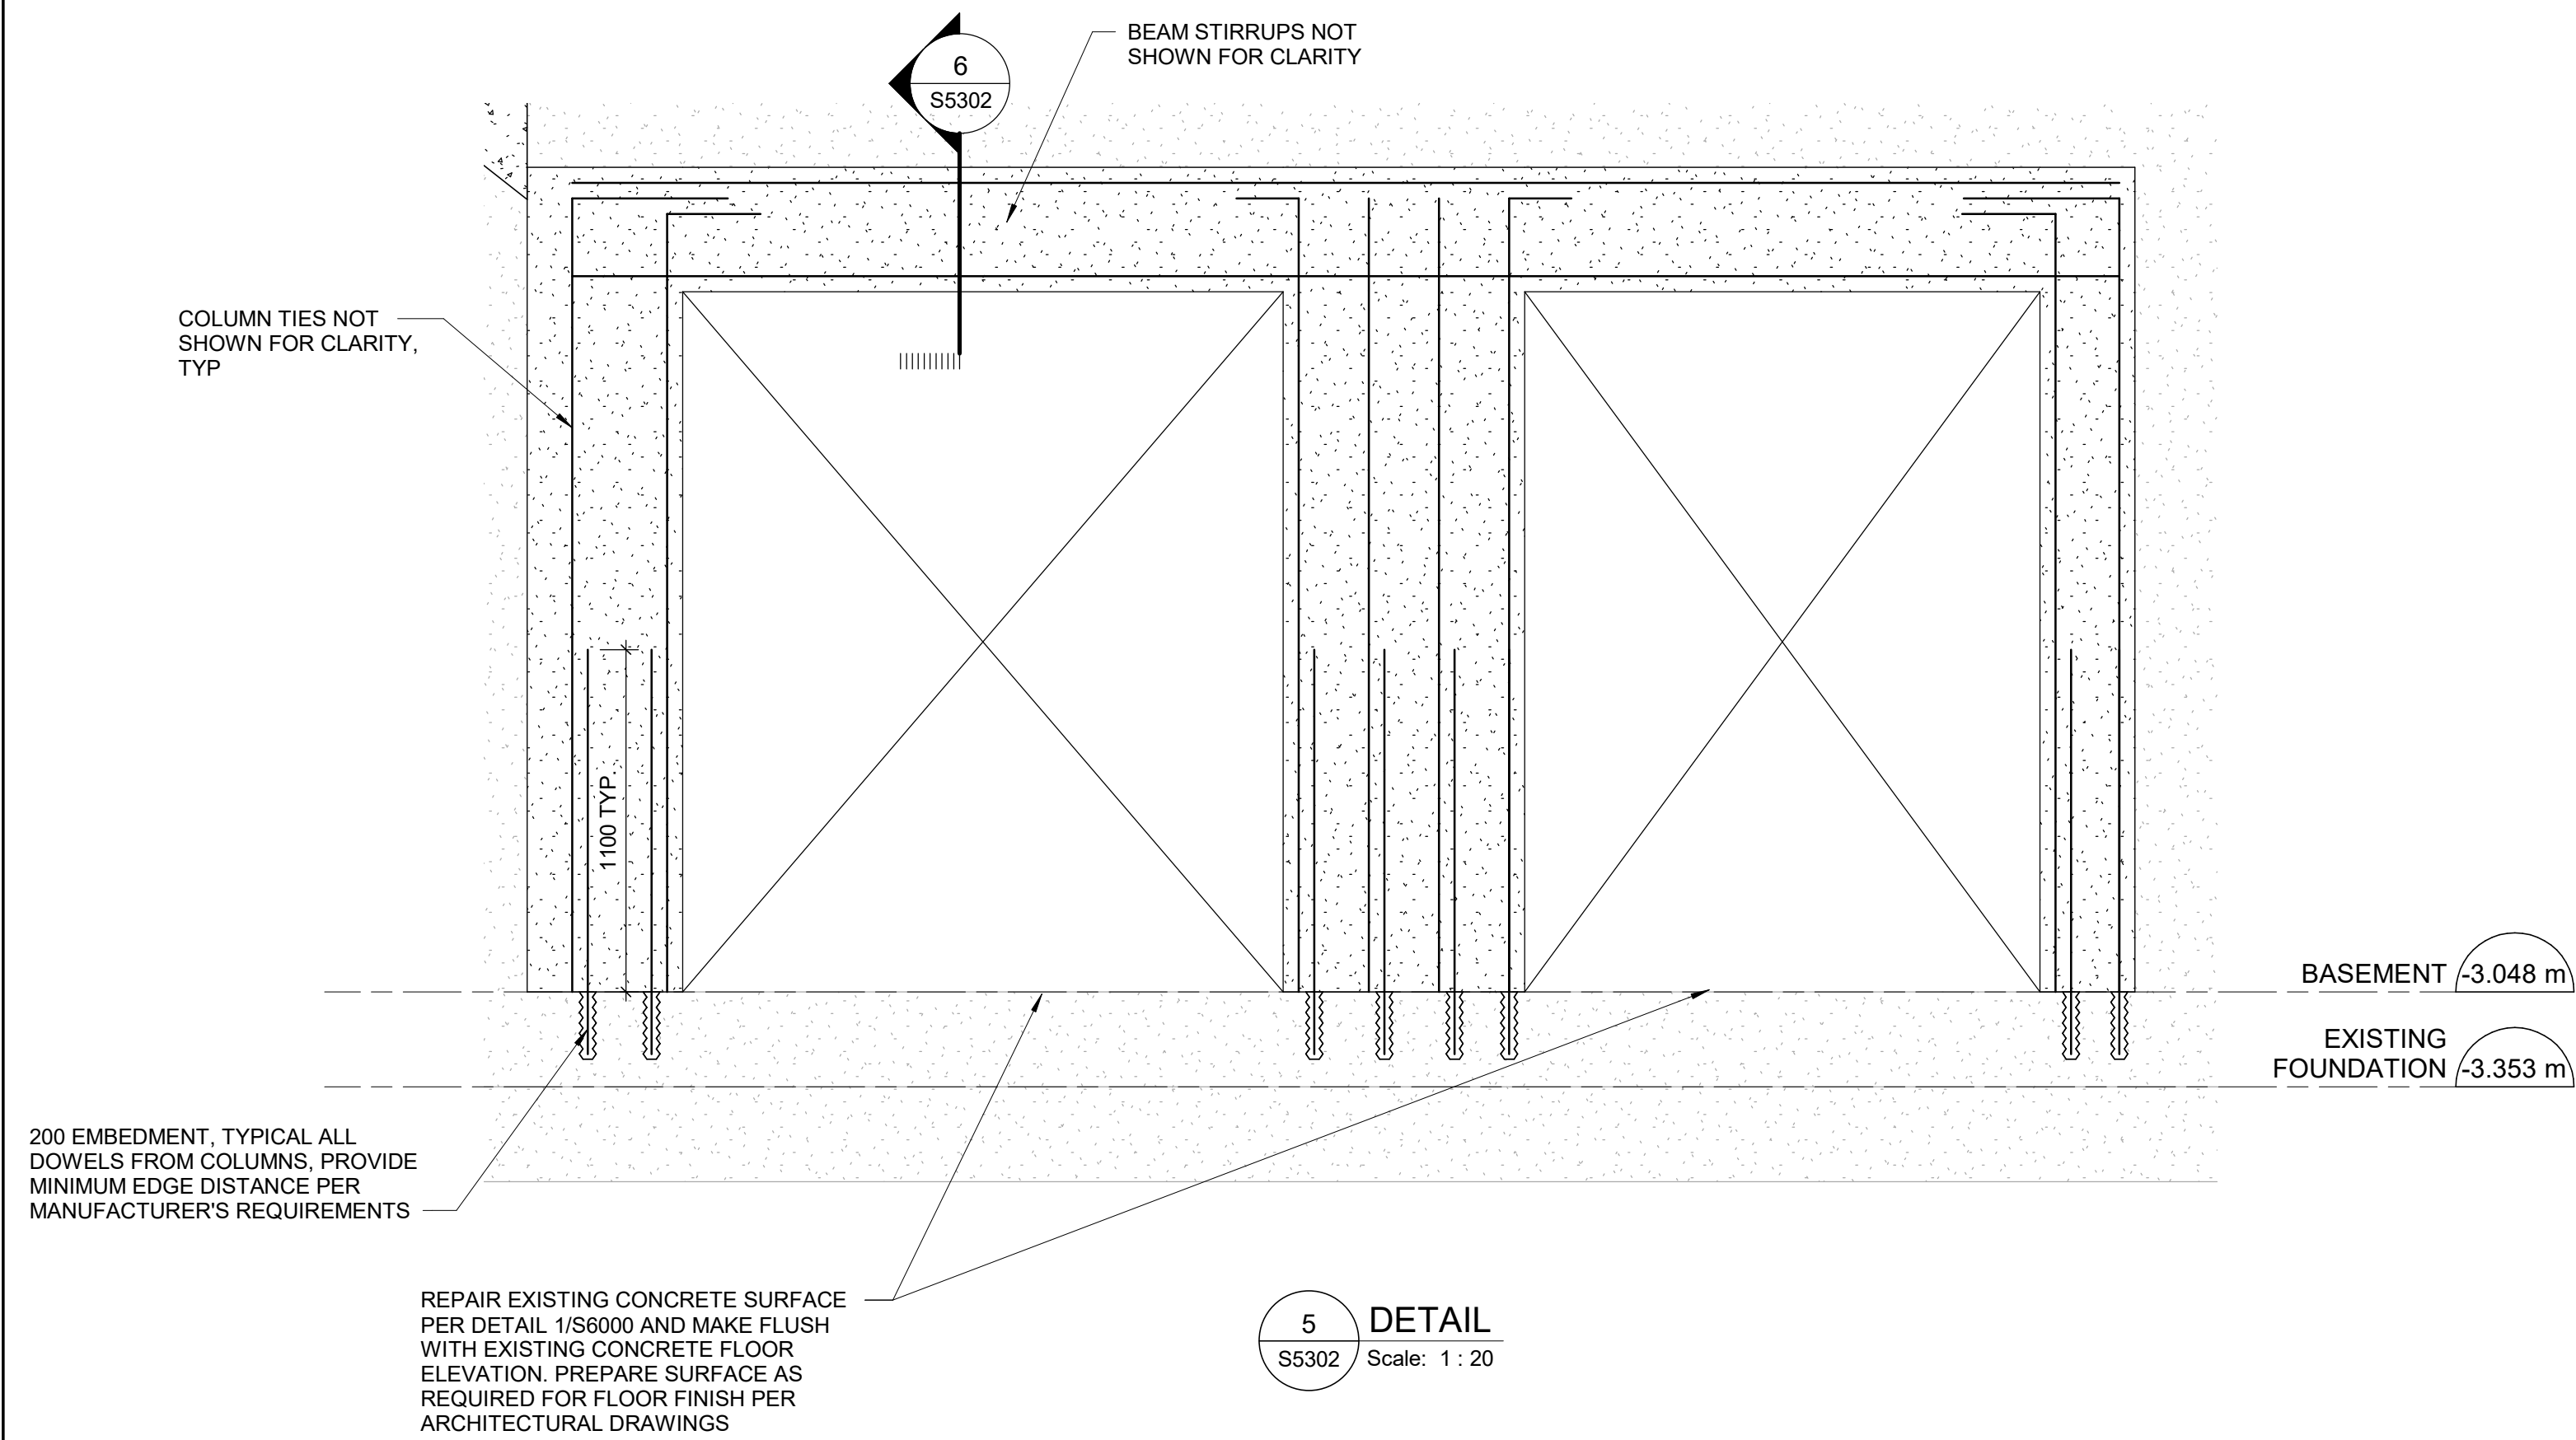 6
S5302
BEAM STIRRUPS NOT
SHOWN FOR CLARITY
COLUMN TIES NOT
SHOWN FOR CLARITY,
TYP
1100 TYP.
BASEMENT
-3.048 m
EXISTING
FOUNDATION
-3.353 m
200 EMBEDMENT, TYPICAL ALL
DOWELS FROM COLUMNS, PROVIDE
MINIMUM EDGE DISTANCE PER
MANUFACTURER'S REQUIREMENTS
REPAIR EXISTING CONCRETE SURFACE
PER DETAIL 1/S6000 AND MAKE FLUSH
WITH EXISTING CONCRETE FLOOR
ELEVATION. PREPARE SURFACE AS
REQUIRED FOR FLOOR FINISH PER
ARCHITECTURAL DRAWINGS
5
S5302
DETAIL
Scale: 1 : 20